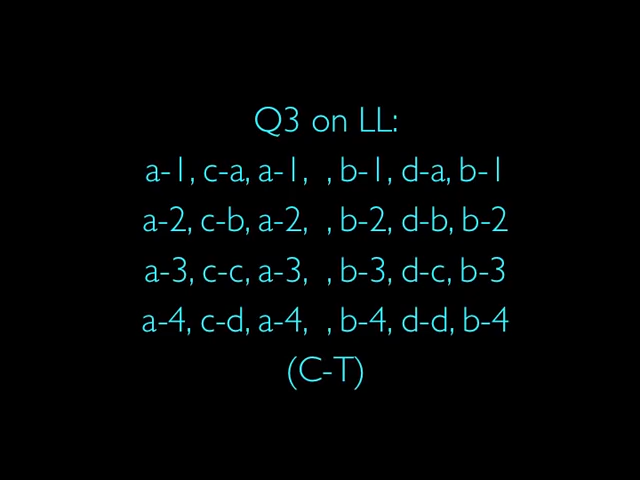 Q3 on LL:
a-1, c-a, a-1,  , b-1, d-a, b-1
a-2, c-b, a-2,  , b-2, d-b, b-2
a-3, c-c, a-3,  , b-3, d-c, b-3
a-4, c-d, a-4,  , b-4, d-d, b-4
(C-T)